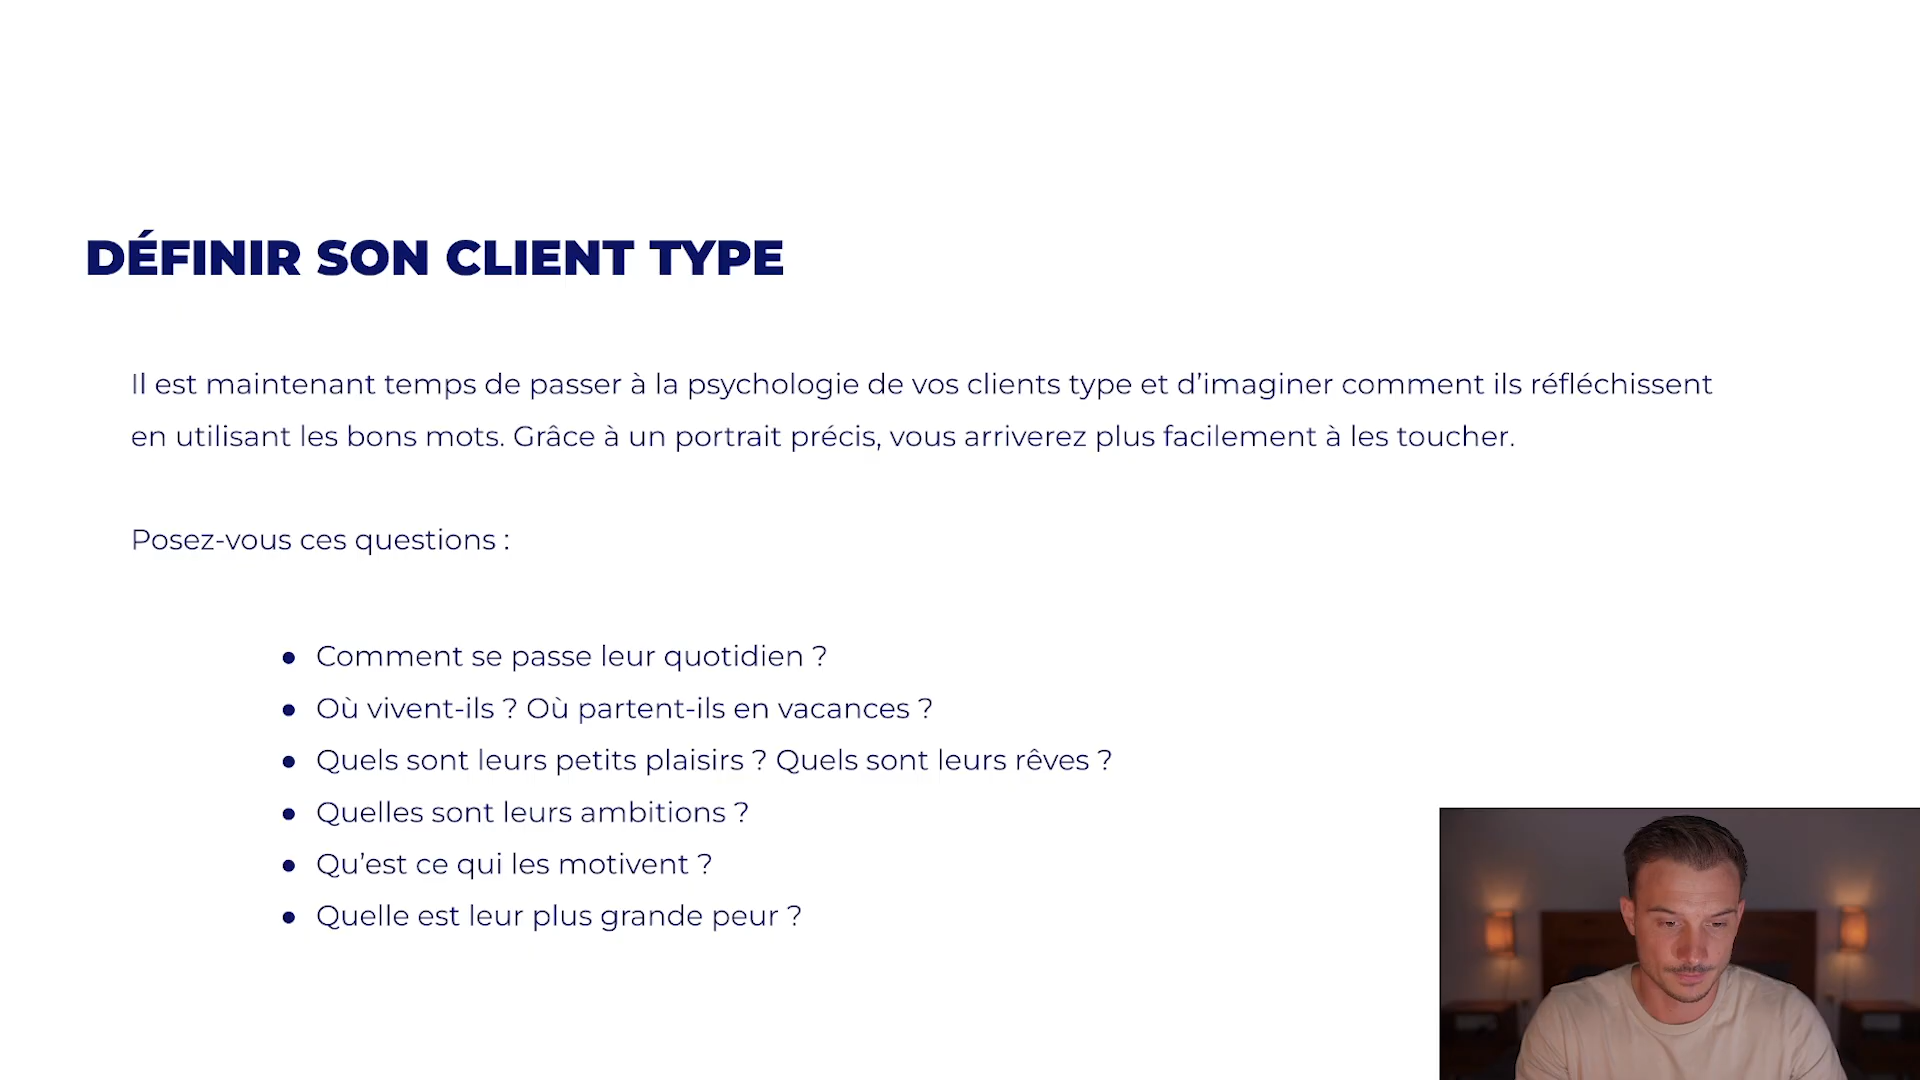 DÉFINIR SON CLIENT TYPE
Il est maintenant temps de passer à la psychologie de vos clients type et d’imaginer comment ils réfléchissent
en utilisant les bons mots. Grâce à un portrait précis, vous arriverez plus facilement à les toucher.
Posez-vous ces questions :
● Comment se passe leur quotidien ?
● Où vivent-ils ? Où partent-ils en vacances ?
● Quels sont leurs petits plaisirs ? Quels sont leurs rêves ?
● Quelles sont leurs ambitions ?
● Qu’est ce qui les motivent ?
● Quelle est leur plus grande peur ?